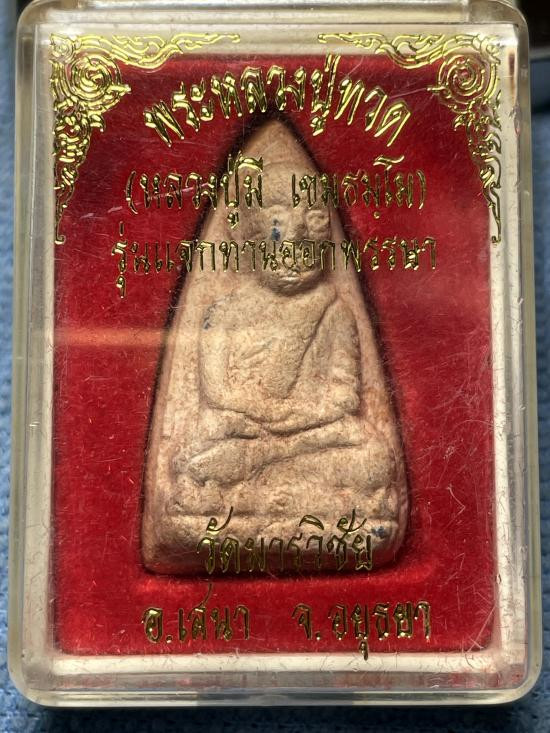 พระหลวงปู่ทวด
(หลวงปู่มี เขมธมฺโม)
รุ่นแจกทานออกพรรษา
วัดมารวิชัย
อ.เสนา จ.อยุธยา